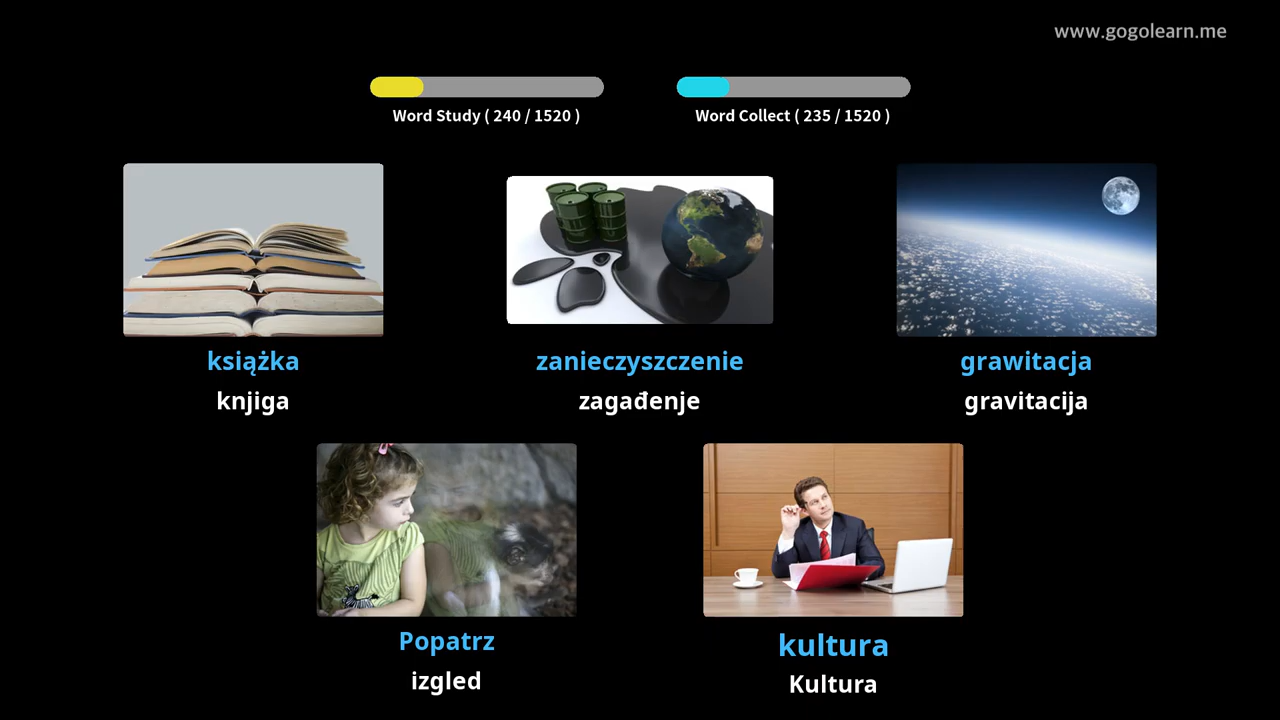 www.gogolearn.me
Word Study ( 240 / 1520 )
Word Collect ( 235 / 1520 )
książka
knjiga
zanieczyszczenie
zagađenje
grawitacja
gravitacija
Popatrz
izgled
kultura
Kultura